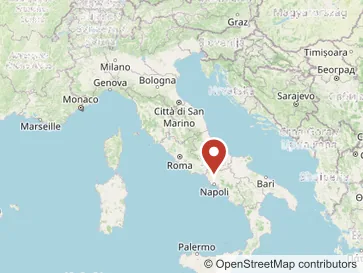 Graz
Milano
Timișoara
Genova
Bologna
Београд
Monaco
Sarajevo
Città di San
Marino
Marseille
Roma
Napoli
Bari
Palermo
© OpenStreetMap contributors